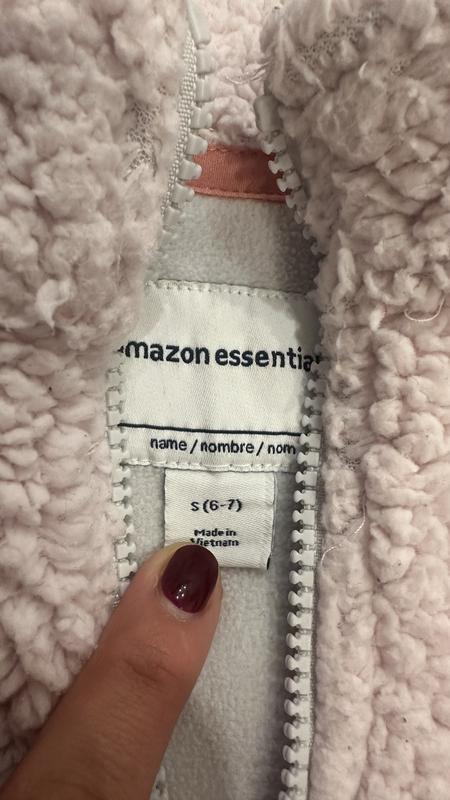 amazon essentia
name / nombre / nom
S (6-7)
Made in
Vietnam